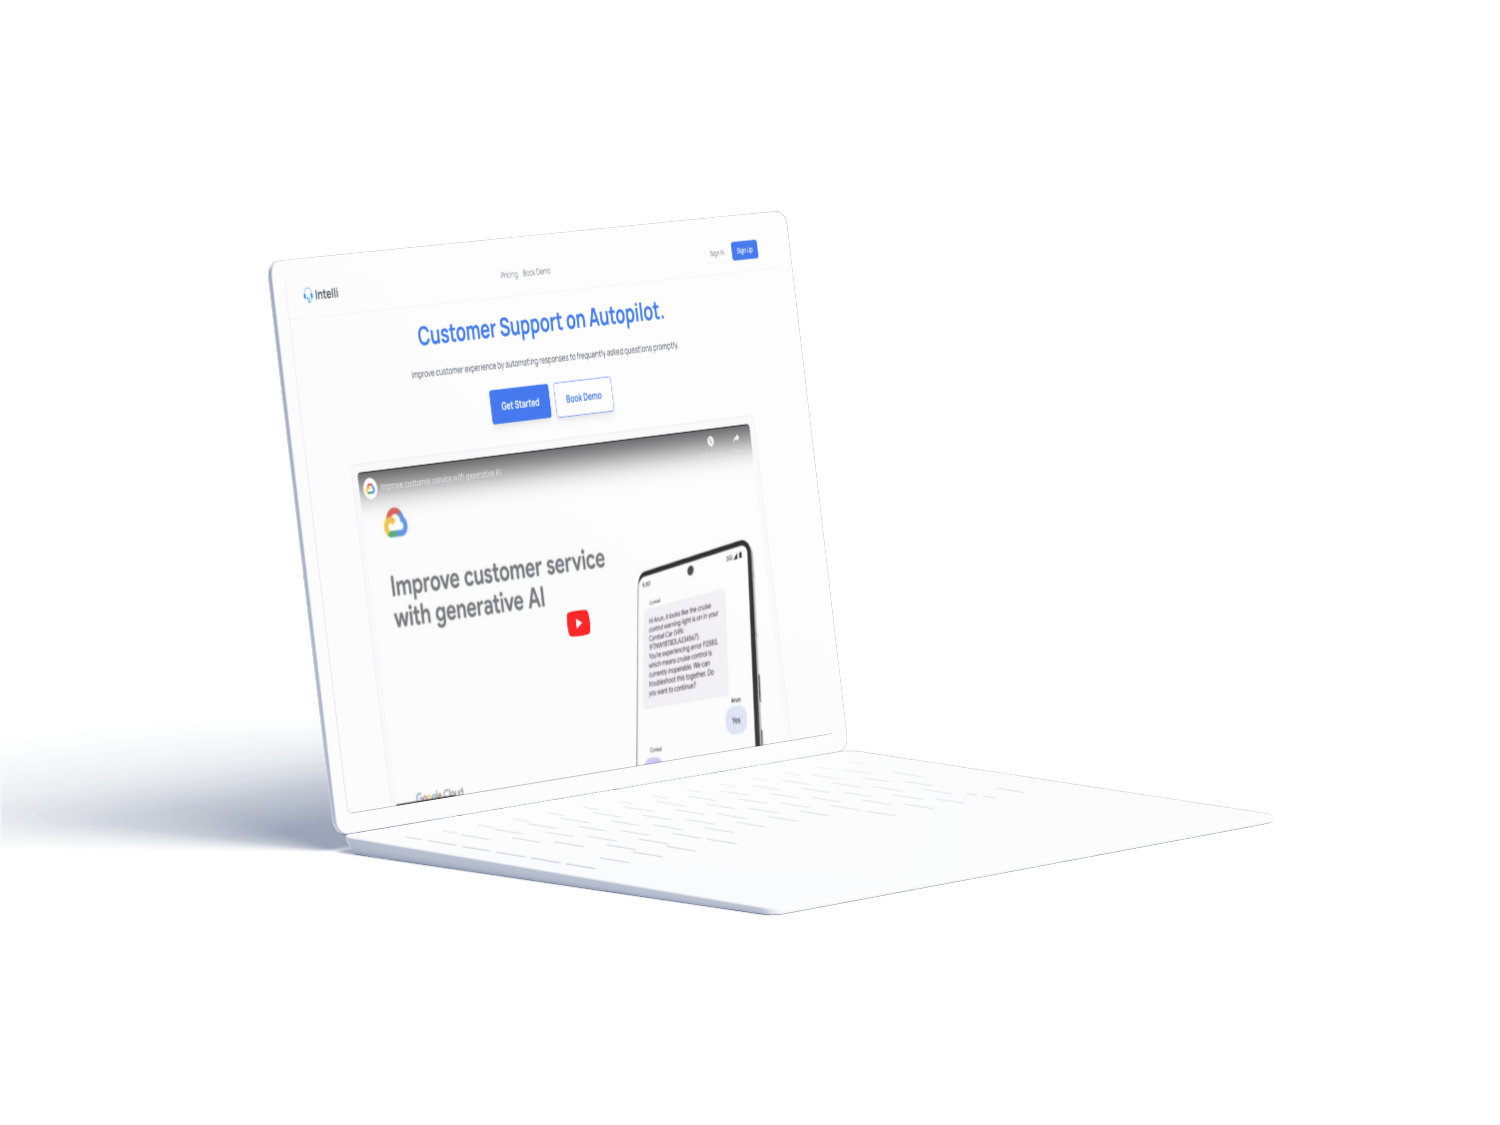 Intelli
Pricing Book Demo
Sign In
Sign Up
Customer Support on Autopilot.
Improve customer experience by automating responses to frequently asked questions promptly.
Get Started
Book Demo
Improve customer service with generative AI
Improve customer service
with generative AI
9:00
5G
Cymbal
Hi Arun, it looks like the cruise
control warning light is on in your
Cymbal Car (VIN:
You're experiencing error P2583,
which means cruise control is
currently inoperable. We can
troubleshoot this together. Do
you want to continue?
Arun
Yes
Cymbal
Google Cloud